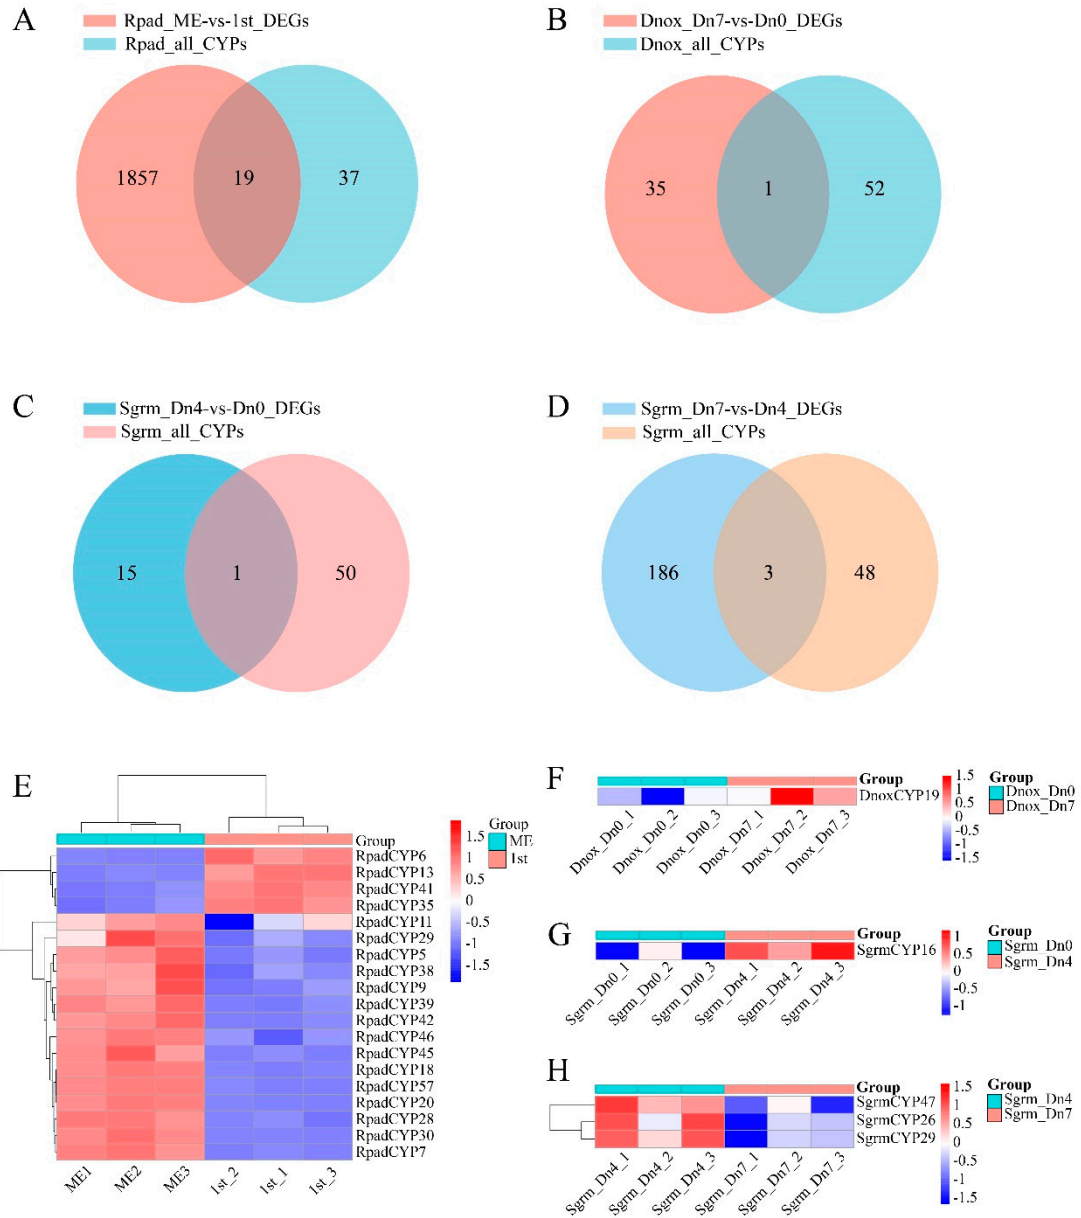 A
Rpad_ME-vs-1st_DEGs
Rpad_all_CYPs
1857
19
37
B
Dnox_Dn7-vs-Dn0_DEGs
Dnox_all_CYPs
35
1
52
C
Sgrm_Dn4-vs-Dn0_DEGs
Sgrm_all_CYPs
15
1
50
D
Sgrm_Dn7-vs-Dn4_DEGs
Sgrm_all_CYPs
186
3
48
E
Group
RpadCYP6
RpadCYP13
RpadCYP41
RpadCYP35
RpadCYP11
RpadCYP29
RpadCYP5
RpadCYP38
RpadCYP9
RpadCYP39
RpadCYP42
RpadCYP46
RpadCYP45
RpadCYP18
RpadCYP57
RpadCYP20
RpadCYP28
RpadCYP30
RpadCYP7
ME1
ME2
ME3
1st_2
1st_1
1st_3
1.5
1
0.5
0
-0.5
-1
-1.5
Group
ME
1st
F
Group
DnoxCYP19
Dnox_Dn0_1
Dnox_Dn0_2
Dnox_Dn0_3
Dnox_Dn7_1
Dnox_Dn7_2
Dnox_Dn7_3
1.5
1
0.5
0
-0.5
-1
-1.5
Group
Dnox_Dn0
Dnox_Dn7
G
Group
SgrmCYP16
Sgrm_Dn0_1
Sgrm_Dn0_2
Sgrm_Dn0_3
Sgrm_Dn4_1
Sgrm_Dn4_2
Sgrm_Dn4_3
1
0.5
0
-0.5
-1
Group
Sgrm_Dn0
Sgrm_Dn4
H
Group
SgrmCYP47
SgrmCYP26
SgrmCYP29
Sgrm_Dn4_1
Sgrm_Dn4_2
Sgrm_Dn4_3
Sgrm_Dn7_1
Sgrm_Dn7_2
Sgrm_Dn7_3
1.5
1
0.5
0
-0.5
-1
-1.5
Group
Sgrm_Dn4
Sgrm_Dn7